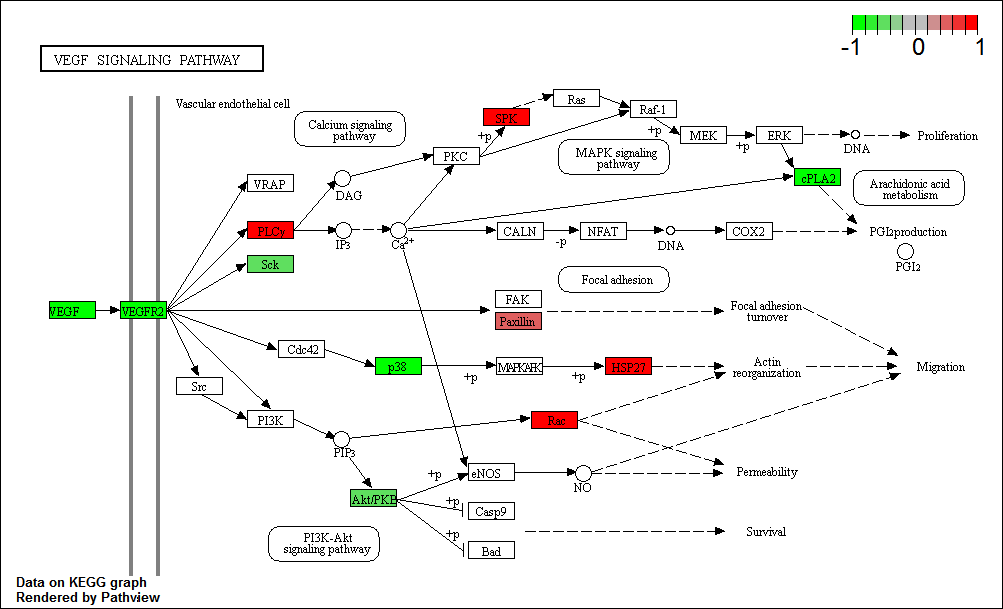 -1 0 1
VEGF SIGNALING PATHWAY
Vascular endothelial cell
Calcium signaling
pathway
SPK
Ras
Raf-1
+p
+p
MEK
+p
ERK
DNA
Proliferation
MAPK signaling
pathway
PKC
VRAP
DAG
cPLA2
Arachidonic acid
metabolism
PLCγ
IP3
Ca2+
CALN
-p
NFAT
DNA
COX2
PGI2production
PGI2
Sck
Focal adhesion
VEGF
VEGFR2
FAK
Paxillin
Focal adhesion
turnover
Cdc42
p38
+p
MAPKAPK
+p
HSP27
Actin
reorganization
Migration
Src
PI3K
Rac
PIP3
eNOS
+p
NO
Permeability
Akt/PKB
+p
Casp9
+p
Bad
Survival
PI3K-Akt
signaling pathway
Data on KEGG graph
Rendered by Pathview